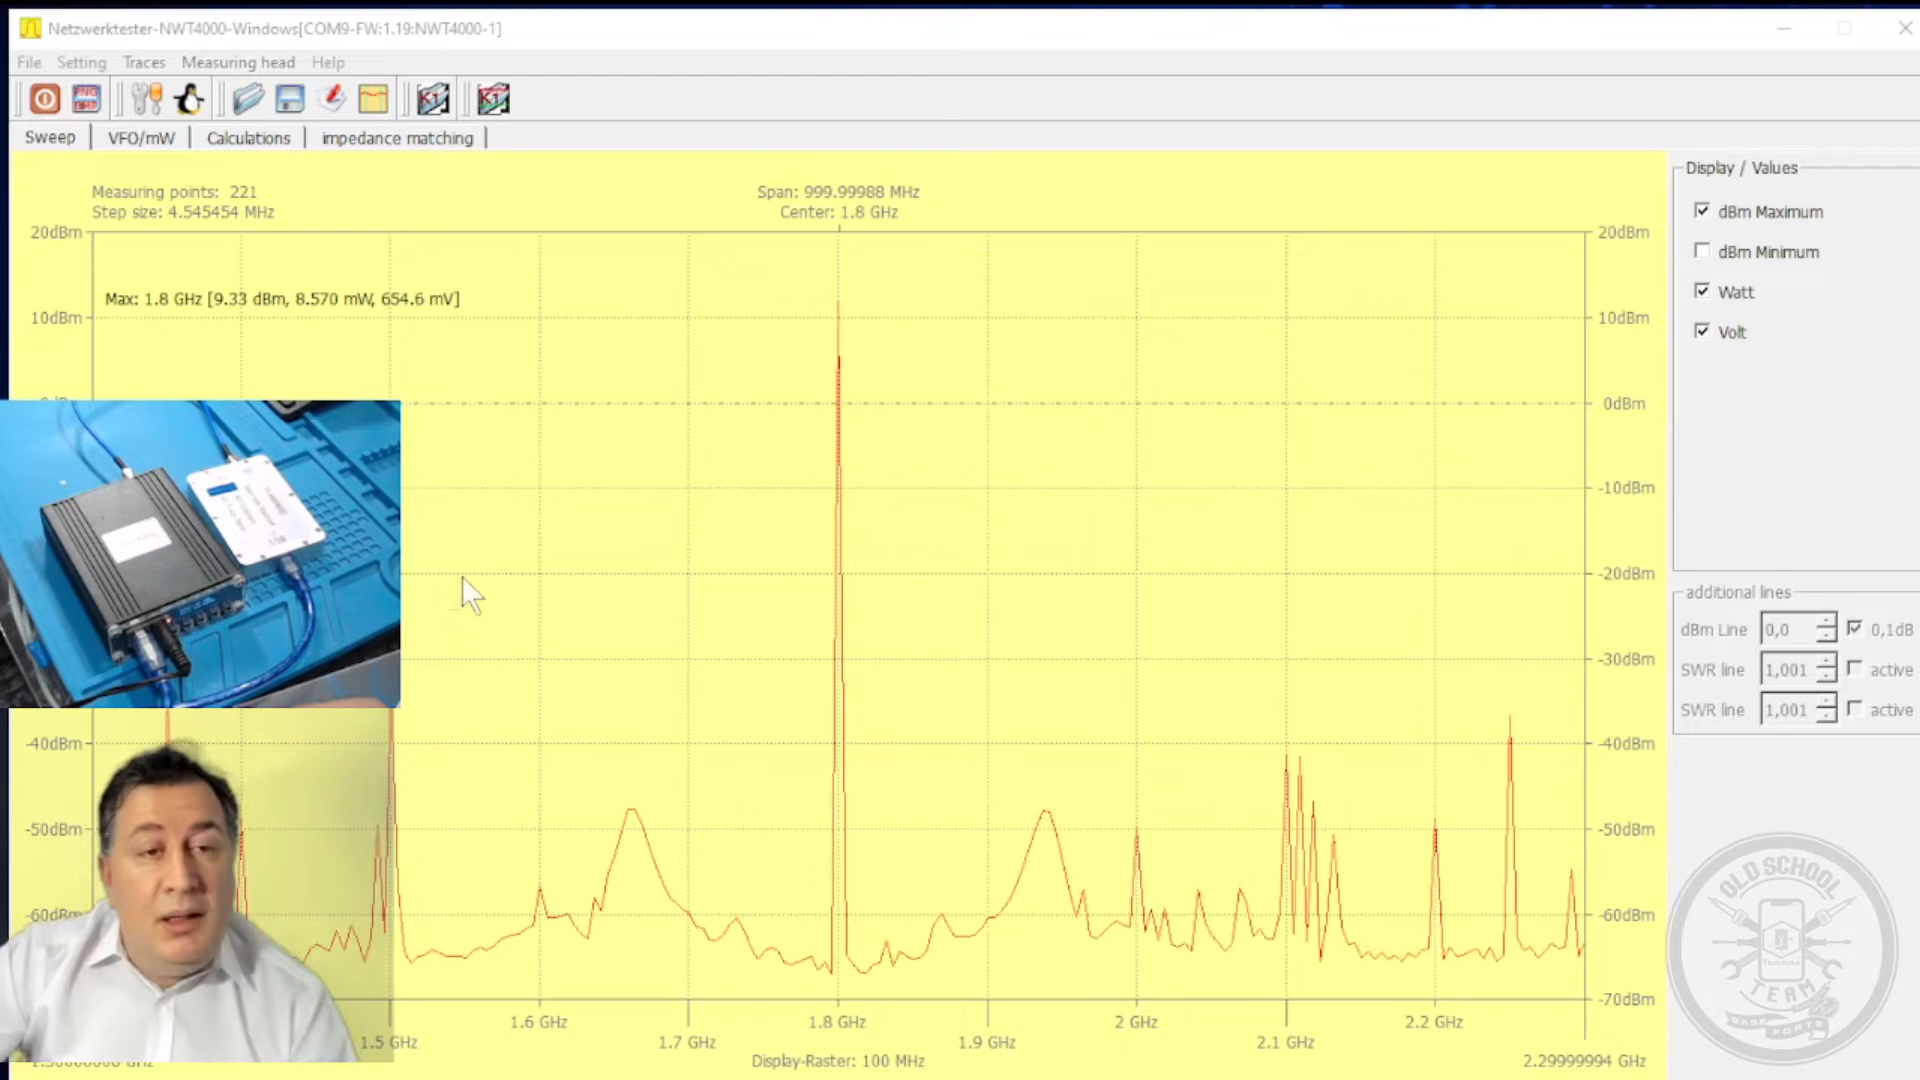 Netzwerktester-NWT4000-Windows[COM9-FW:1.19:NWT4000-1]
File Setting Traces Measuring head Help
PNG
BMP
K1
K1
Sweep VFO/mW Calculations impedance matching
Measuring points: 221
Step size: 4.545454 MHz
Span: 999.99988 MHz
Center: 1.8 GHz
20dBm
20dBm
Max: 1.8 GHz [9.33 dBm, 8.570 mW, 654.6 mV]
10dBm
10dBm
0dBm
-10dBm
-20dBm
-30dBm
-40dBm
-40dBm
-50dBm
-50dBm
-60dBm
-60dBm
-70dBm
1.6 GHz
1.8 GHz
2 GHz
2.2 GHz
1.5 GHz
1.7 GHz
1.9 GHz
2.1 GHz
Display-Raster: 100 MHz
2.29999994 GHz
Display / Values
dBm Maximum
dBm Minimum
Watt
Volt
additional lines
dBm Line 0,0 0,1dB
SWR line 1,001 active
SWR line 1,001 active
OLD SCHOOL
TEAM